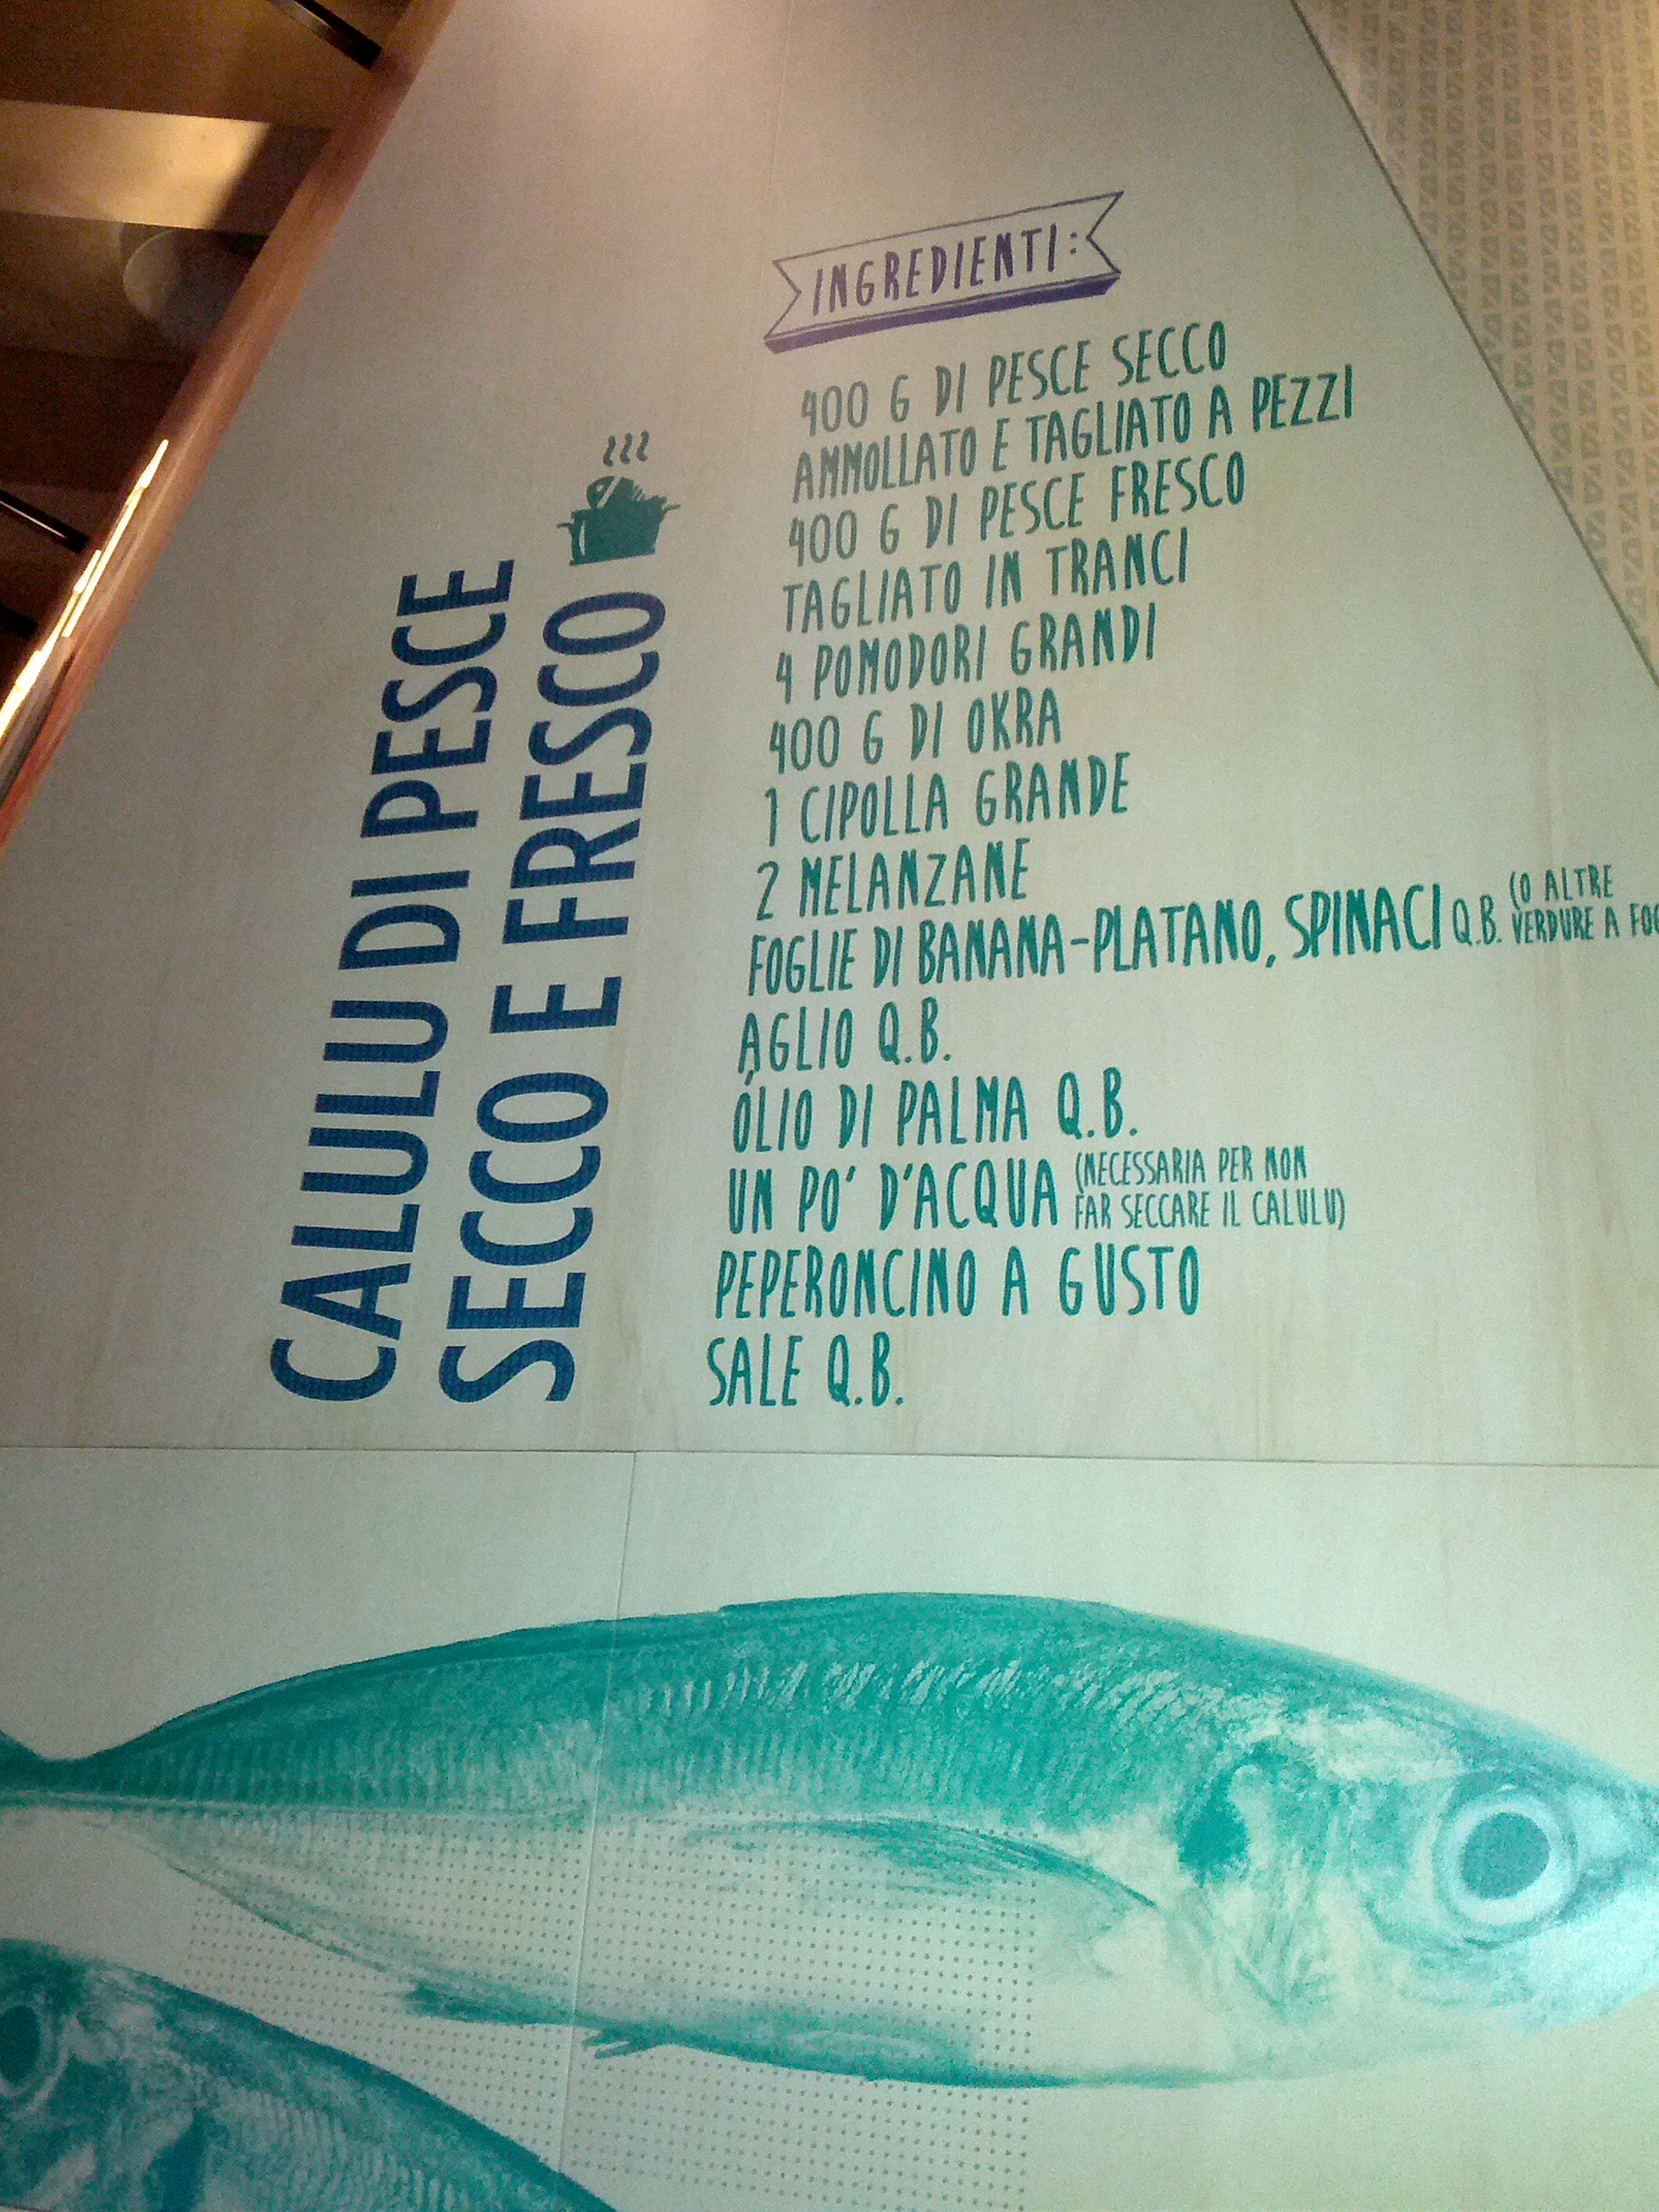 CALULU DI PESCE
SECCO E FRESCO
INGREDIENTI:
400 G DI PESCE SECCO
AMMOLLATO E TAGLIATO A PEZZI
400 G DI PESCE FRESCO
TAGLIATO IN TRANCI
4 POMODORI GRANDI
400 G DI OKRA
1 CIPOLLA GRANDE
2 MELANZANE
FOGLIE DI BANANA-PLATANO, SPINACI Q.B. (O ALTRE
VERDURE A FOG
AGLIO Q.B.
ÓLIO DI PALMA Q.B.
UN PO' D'ACQUA (NECESSARIA PER NON
FAR SECCARE IL CALULU)
PEPERONCINO A GUSTO
SALE Q.B.